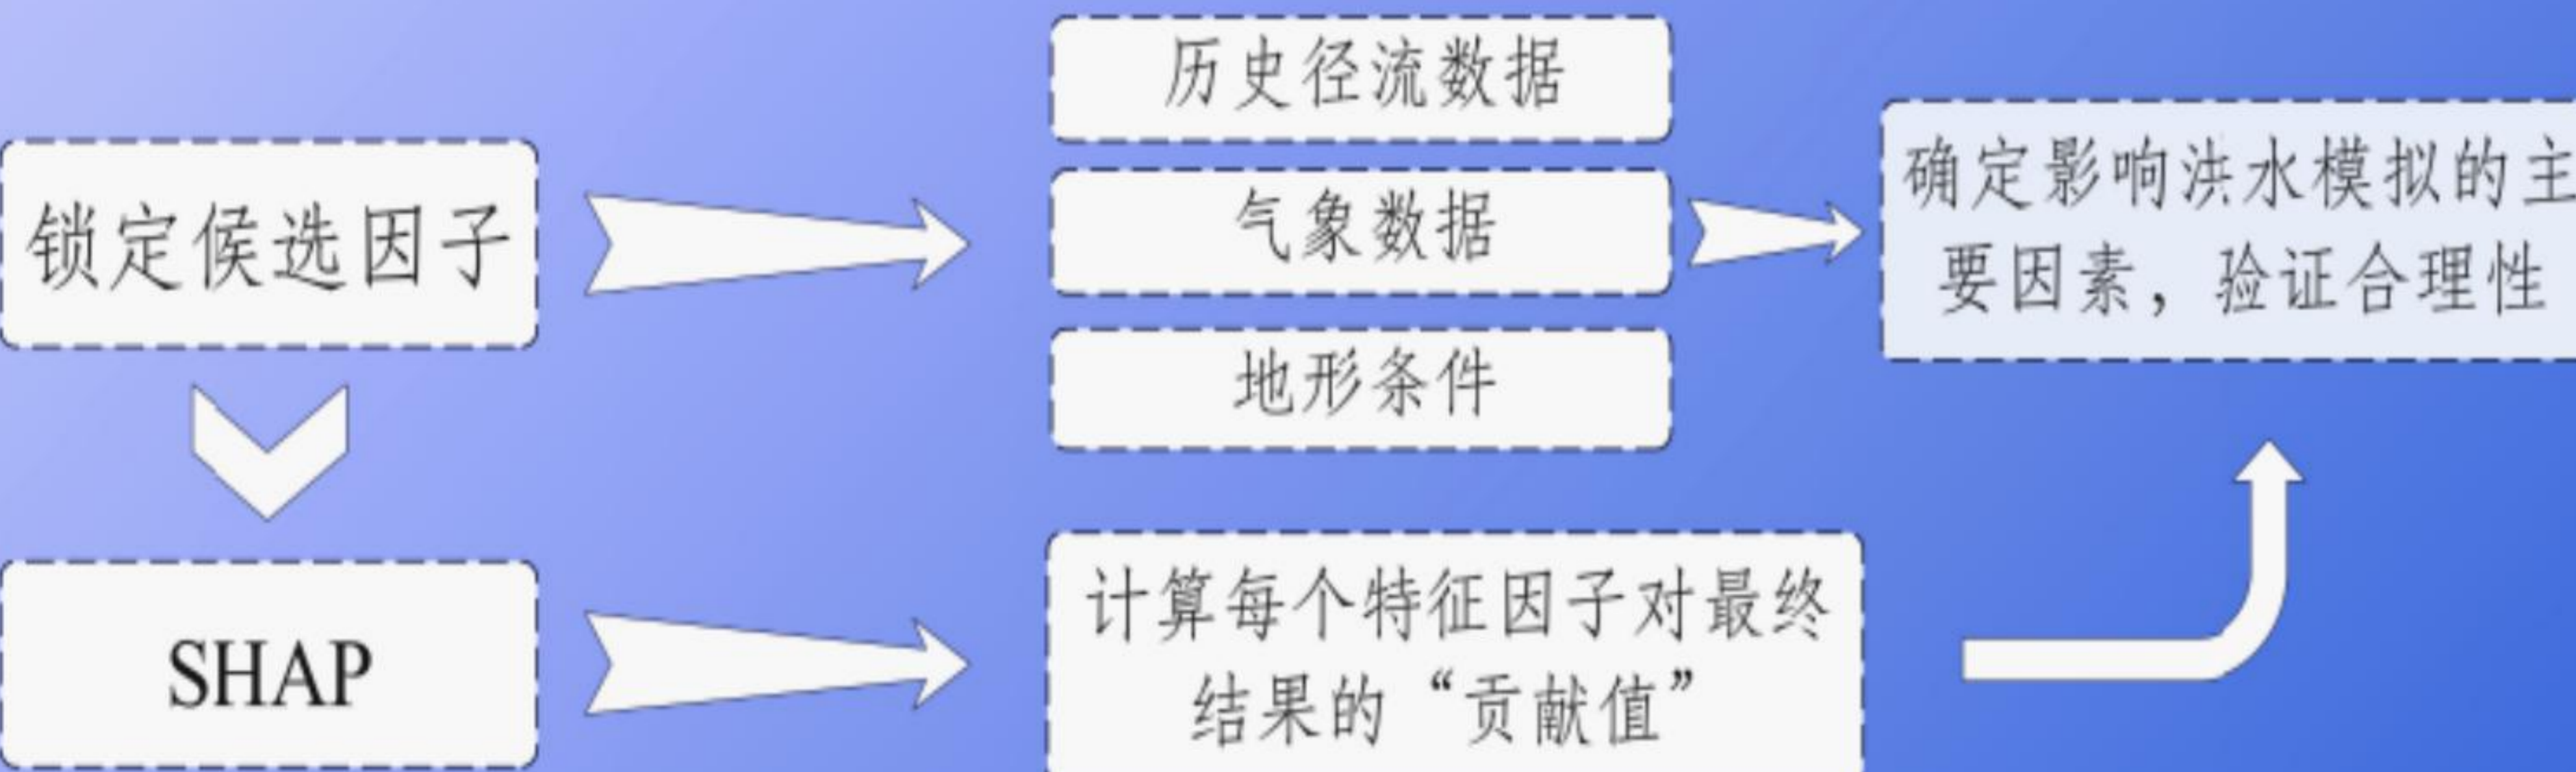 历史径流数据
锁定候选因子
气象数据
地形条件
确定影响洪水模拟的主
要因素，验证合理性
SHAP
计算每个特征因子对最终
结果的“贡献值”